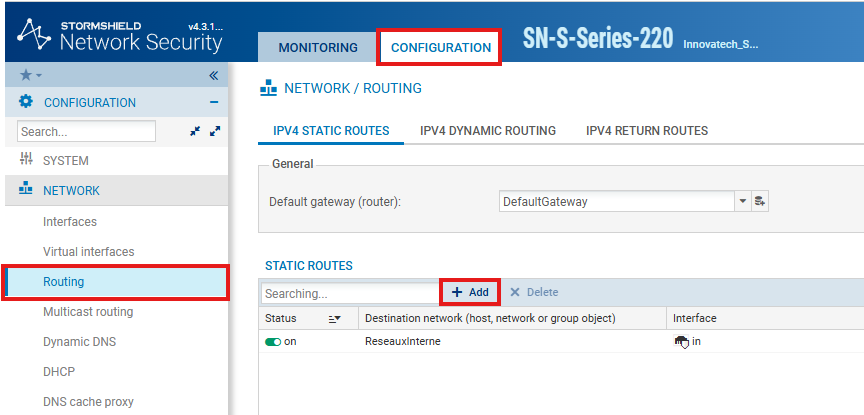 STORMSHIELD v4.3.1...
Network Security
MONITORING CONFIGURATION SN-S-Series-220 Innovatech_S...
CONFIGURATION
Search...
SYSTEM
NETWORK
Interfaces
Virtual interfaces
Routing
Multicast routing
Dynamic DNS
DHCP
DNS cache proxy
NETWORK / ROUTING
IPV4 STATIC ROUTES IPV4 DYNAMIC ROUTING IPV4 RETURN ROUTES
General
Default gateway (router): DefaultGateway
STATIC ROUTES
Searching... + Add × Delete
Status Destination network (host, network or group object) Interface
on ReseauxInterne in